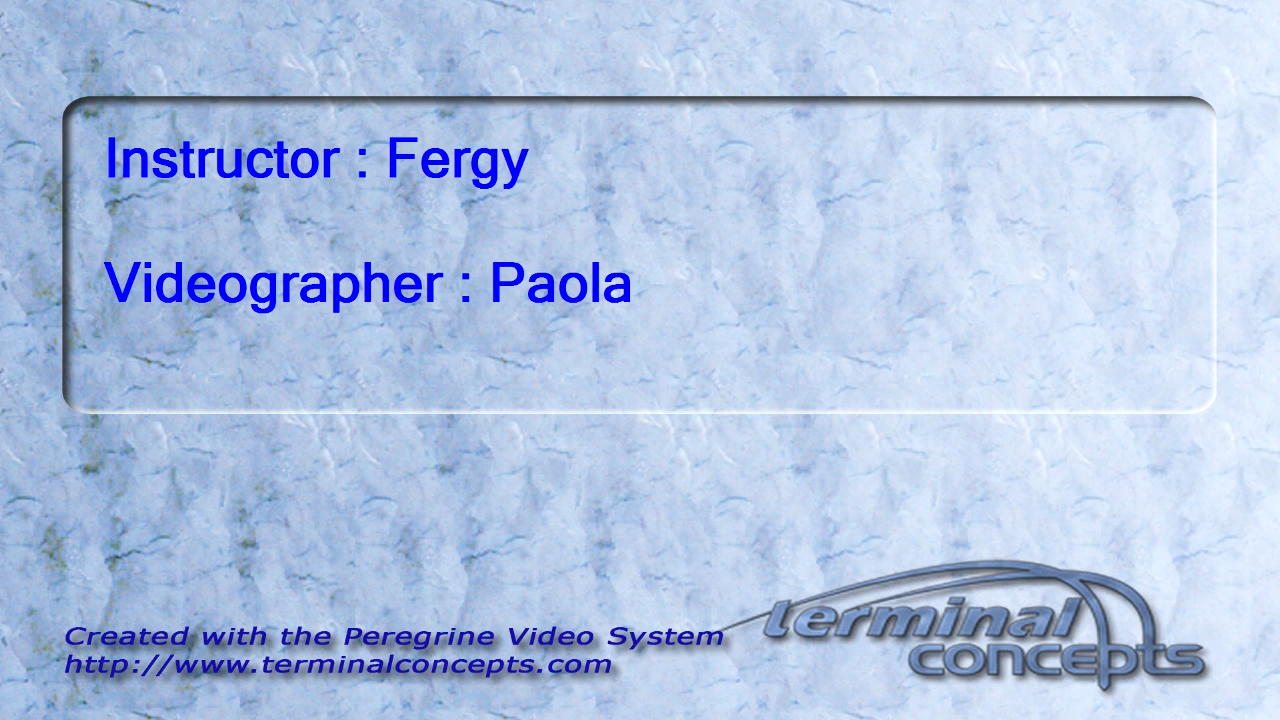 Instructor : Fergy
Videographer : Paola
Created with the Peregrine Video System
http://www.terminalconcepts.com
terminal
concepts